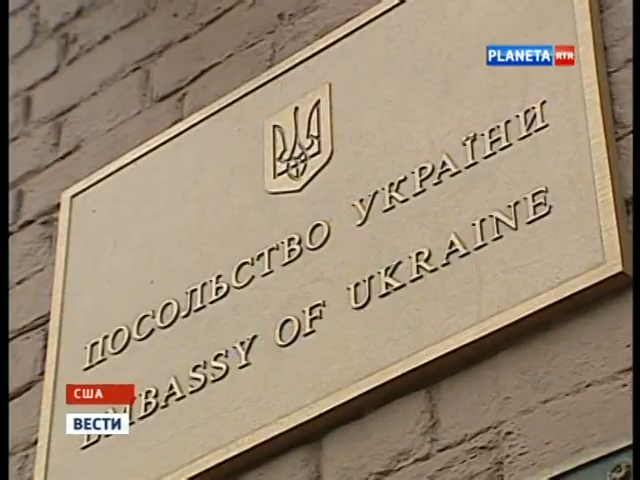 PLANETA RTR
ПОСОЛЬСТВО УКРАЇНИ
EMBASSY OF UKRAINE
США
ВЕСТИ